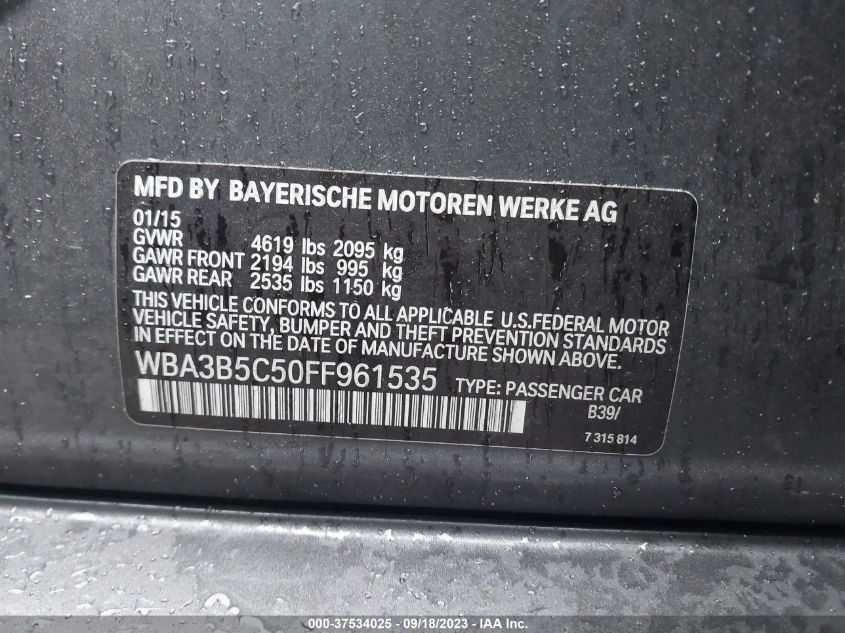 MFD BY BAYERISCHE MOTOREN WERKE AG
01/15
GVWR 4619 lbs 2095 kg
GAWR FRONT 2194 lbs 995 kg
GAWR REAR 2535 lbs 1150 kg
THIS VEHICLE CONFORMS TO ALL APPLICABLE U.S.FEDERAL MOTOR
VEHICLE SAFETY, BUMPER AND THEFT PREVENTION STANDARDS
IN EFFECT ON THE DATE OF MANUFACTURE SHOWN ABOVE.
WBA3B5C50FF961535 TYPE: PASSENGER CAR
B39/
7 315 814
000-37534025 - 09/18/2023 - IAA Inc.